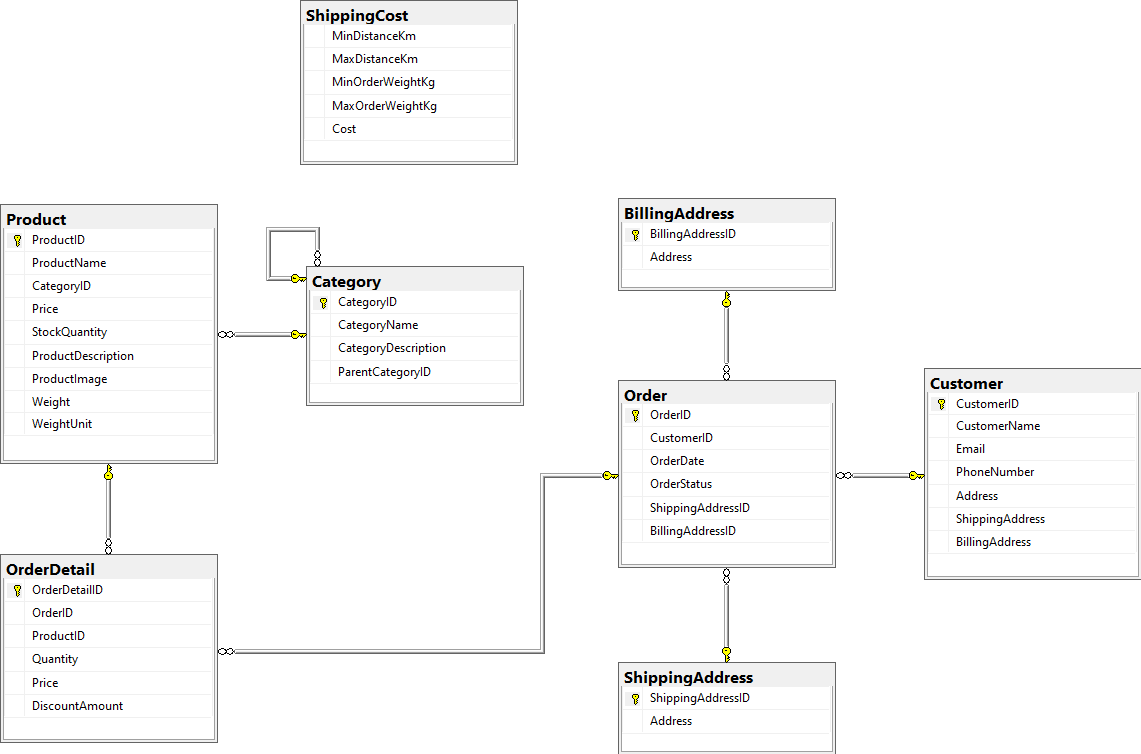 ShippingCost
MinDistanceKm
MaxDistanceKm
MinOrderWeightKg
MaxOrderWeightKg
Cost
Product
ProductID
ProductName
CategoryID
Price
StockQuantity
ProductDescription
ProductImage
Weight
WeightUnit
Category
CategoryID
CategoryName
CategoryDescription
ParentCategoryID
BillingAddress
BillingAddressID
Address
Order
OrderID
CustomerID
OrderDate
OrderStatus
ShippingAddressID
BillingAddressID
Customer
CustomerID
CustomerName
Email
PhoneNumber
Address
ShippingAddress
BillingAddress
OrderDetail
OrderDetailID
OrderID
ProductID
Quantity
Price
DiscountAmount
ShippingAddress
ShippingAddressID
Address